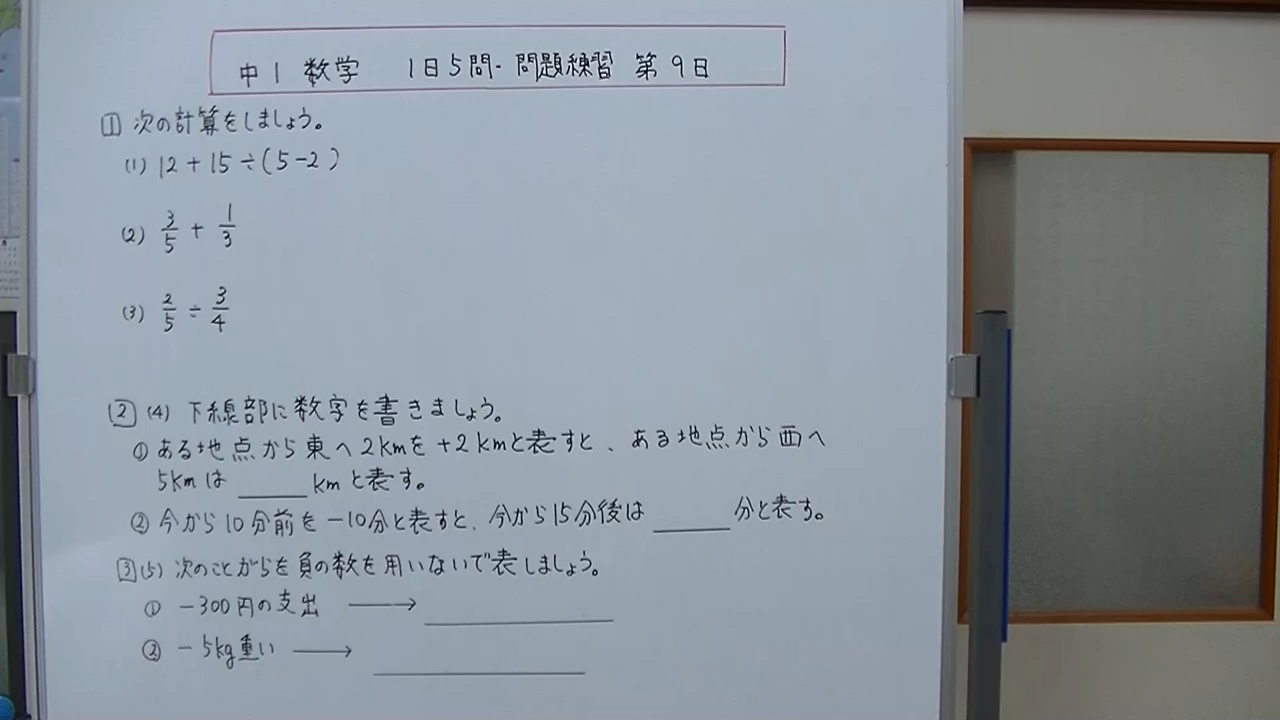 中1 数学 1日5問・問題練習 第9日
1 次の計算をしましょう。
(1) 12+15÷(5-2)
(2) 3/5 + 1/3
(3) 2/5 ÷ 3/4
2 (4) 下線部に数字を書きましょう。
① ある地点から東へ2kmを+2kmと表すと、ある地点から西へ
5kmは ______ kmと表す。
② 今から10分前を-10分と表すと、今から15分後は ______ 分と表す。
3 (5) 次のことがらを負の数を用いないで表しましょう。
① -300円の支出 ⟶ ______
② -5kg重い ⟶ ______